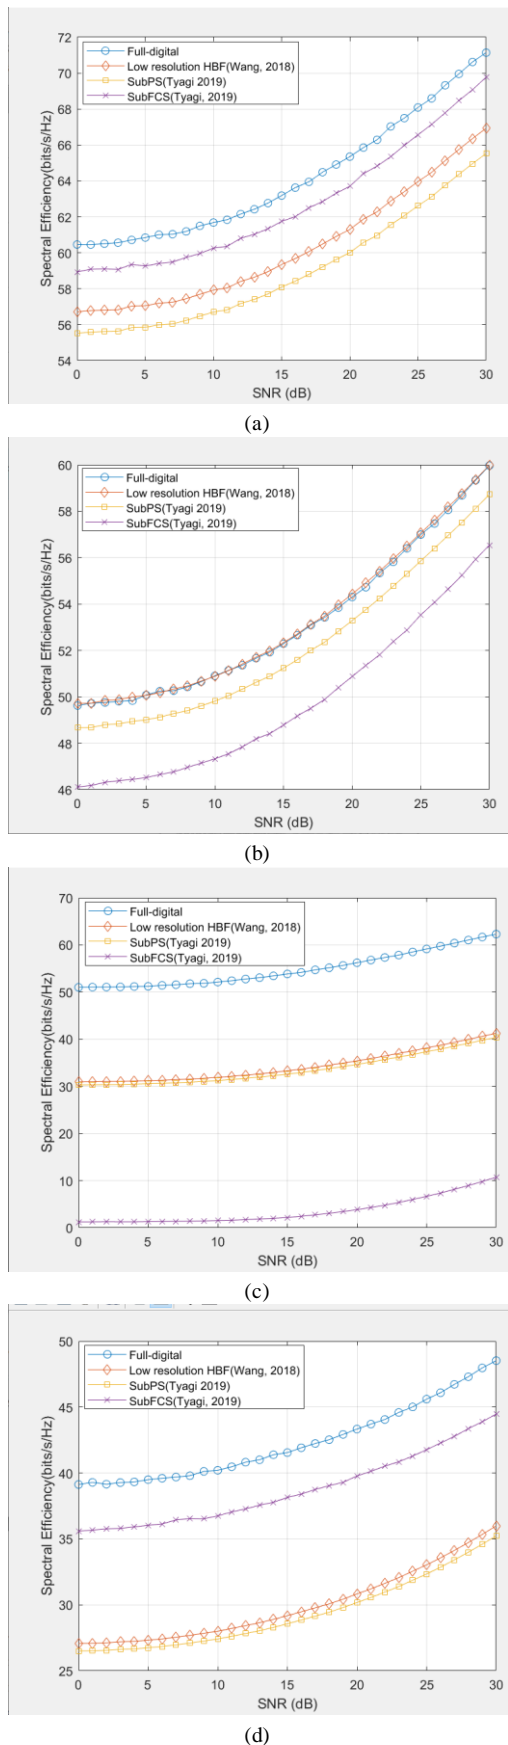 72
70
68
66
64
62
60
58
56
54
Spectral Efficiency(bits/s/Hz)
Full-digital
Low resolution HBF(Wang, 2018)
SubPS(Tyagi 2019)
SubFCS(Tyagi, 2019)
0 5 10 15 20 25 30
SNR (dB)
(a)
60
58
56
54
52
50
48
46
Spectral Efficiency(bits/s/Hz)
Full-digital
Low resolution HBF(Wang, 2018)
SubPS(Tyagi 2019)
SubFCS(Tyagi, 2019)
0 5 10 15 20 25 30
SNR (dB)
(b)
70
60
50
40
30
20
10
0
Spectral Efficiency(bits/s/Hz)
Full-digital
Low resolution HBF(Wang, 2018)
SubPS(Tyagi 2019)
SubFCS(Tyagi, 2019)
0 5 10 15 20 25 30
SNR (dB)
(c)
50
45
40
35
30
25
Spectral Efficiency(bits/s/Hz)
Full-digital
Low resolution HBF(Wang, 2018)
SubPS(Tyagi 2019)
SubFCS(Tyagi, 2019)
0 5 10 15 20 25 30
SNR (dB)
(d)